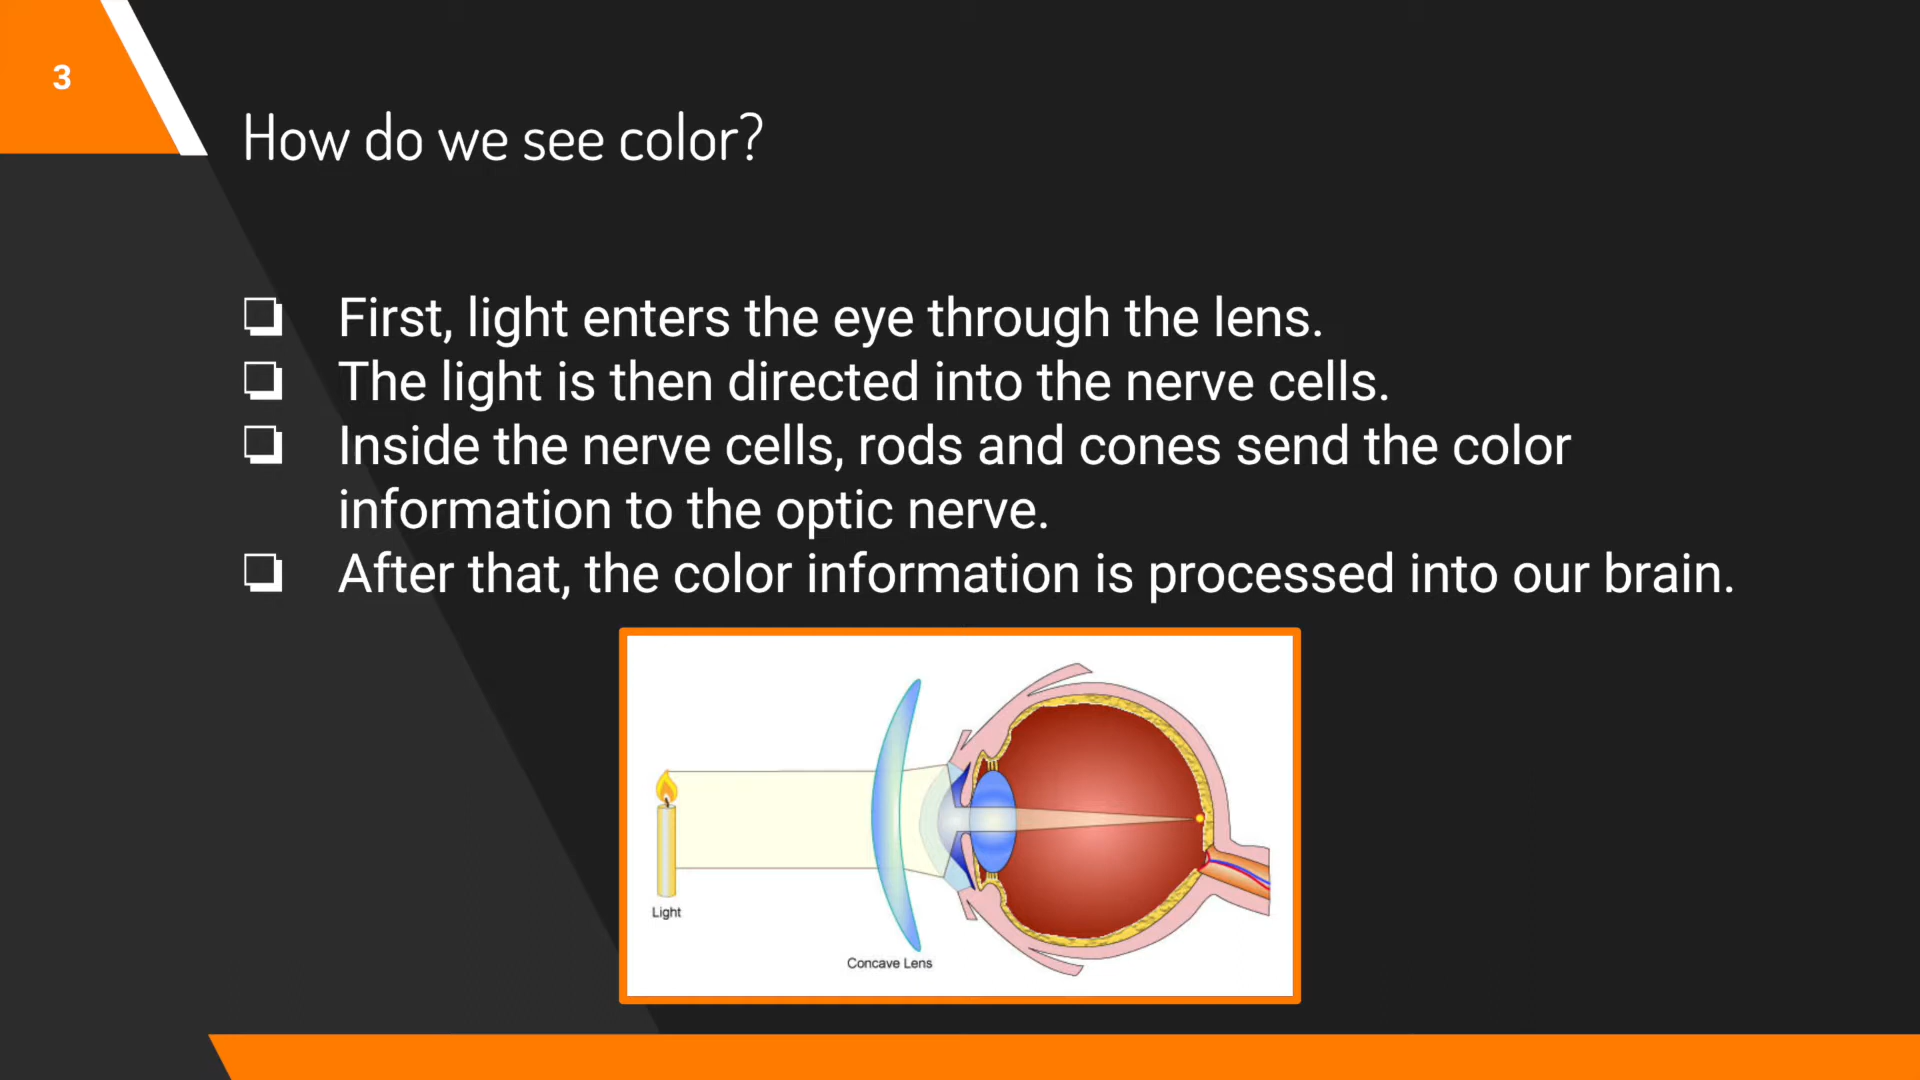 3
How do we see color?
First, light enters the eye through the lens.
The light is then directed into the nerve cells.
Inside the nerve cells, rods and cones send the color
information to the optic nerve.
After that, the color information is processed into our brain.
Light
Concave Lens